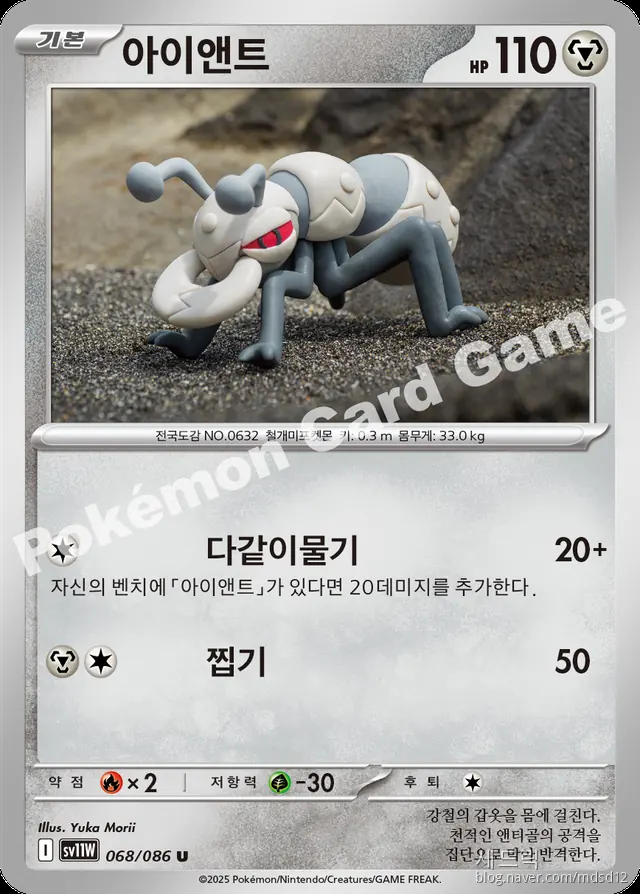 기본
아이앤트
HP 110
전국도감 NO.0632 철개미포켓몬 키: 0.3 m 몸무게: 33.0 kg
Pokémon Card Game
다같이물기 20+
자신의 벤치에 「아이앤트」가 있다면 20데미지를 추가한다.
찝기 50
약점 ×2 저항력 -30 후퇴
강철의 갑옷을 몸에 걸친다.
천적인 앤티골의 공격을
집단으로 막아 반격한다.
Illus. Yuka Morii
I SV11W 068/086 U
blog.naver.com/mdsd12
©2025 Pokémon/Nintendo/Creatures/GAME FREAK.